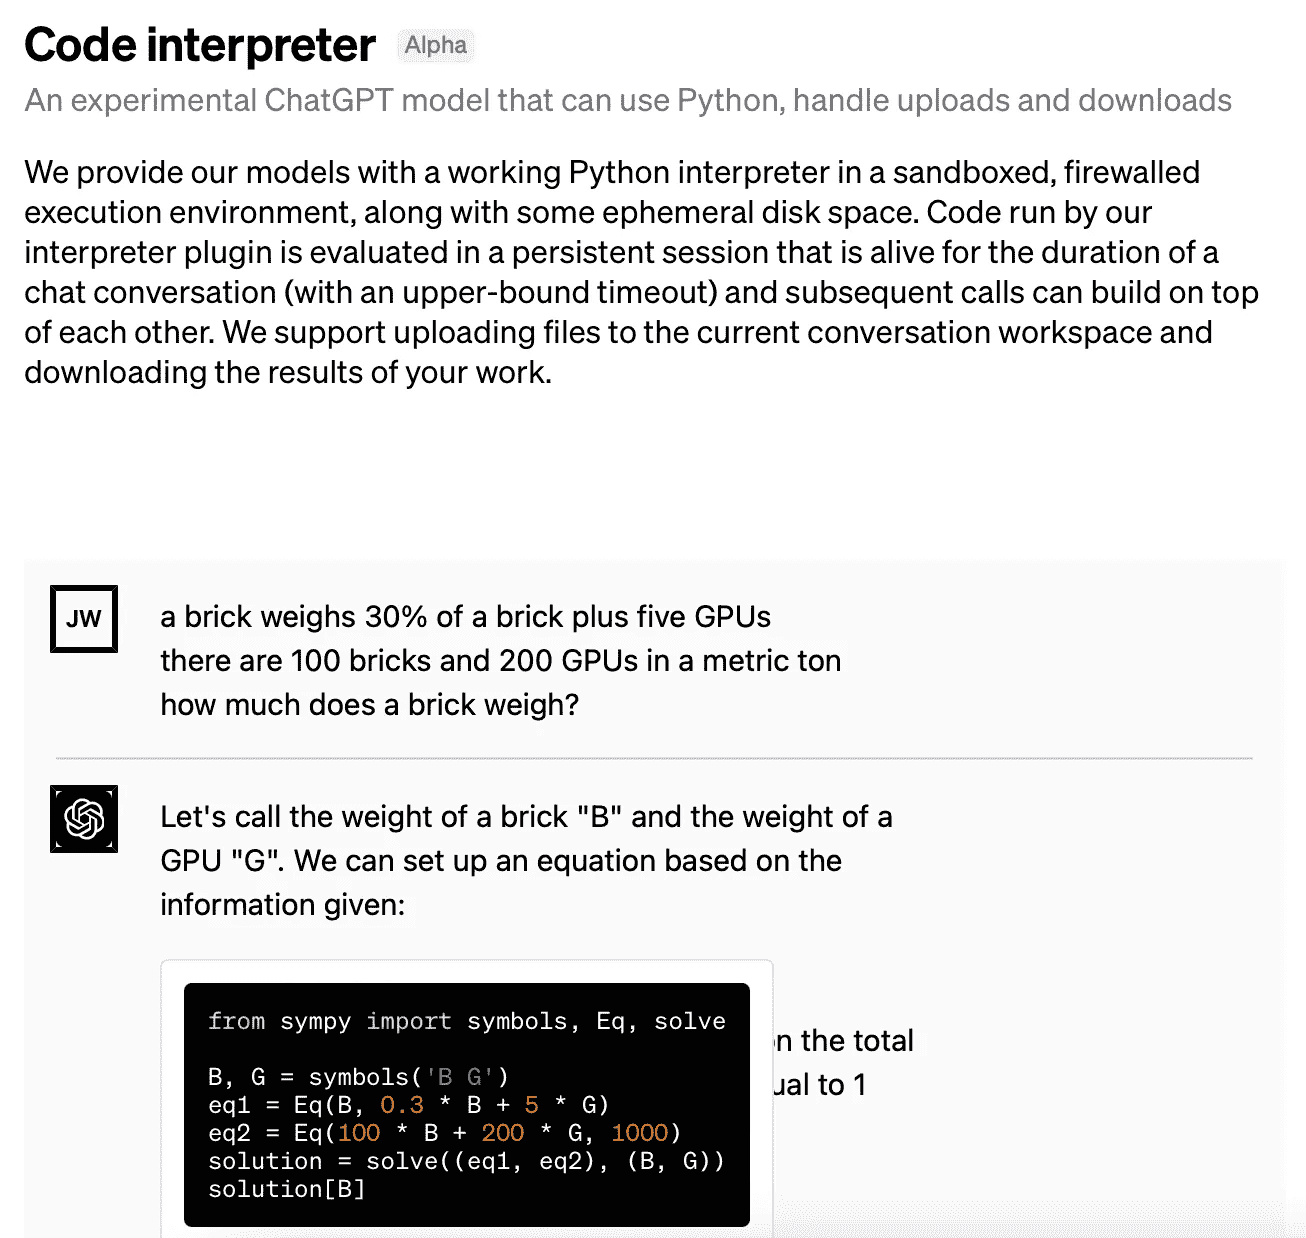 Code interpreter Alpha
An experimental ChatGPT model that can use Python, handle uploads and downloads
We provide our models with a working Python interpreter in a sandboxed, firewalled
execution environment, along with some ephemeral disk space. Code run by our
interpreter plugin is evaluated in a persistent session that is alive for the duration of a
chat conversation (with an upper-bound timeout) and subsequent calls can build on top
of each other. We support uploading files to the current conversation workspace and
downloading the results of your work.
JW
a brick weighs 30% of a brick plus five GPUs
there are 100 bricks and 200 GPUs in a metric ton
how much does a brick weigh?
Let's call the weight of a brick "B" and the weight of a
GPU "G". We can set up an equation based on the
information given:
from sympy import symbols, Eq, solve
B, G = symbols('B G')
eq1 = Eq(B, 0.3 * B + 5 * G)
eq2 = Eq(100 * B + 200 * G, 1000)
solution = solve((eq1, eq2), (B, G))
solution[B]
the total
to 1